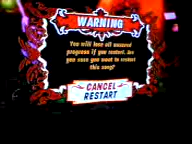 WARNING
You will lose all unsaved
progress if you restart. Are
you sure you want to restart
this song?
CANCEL
RESTART